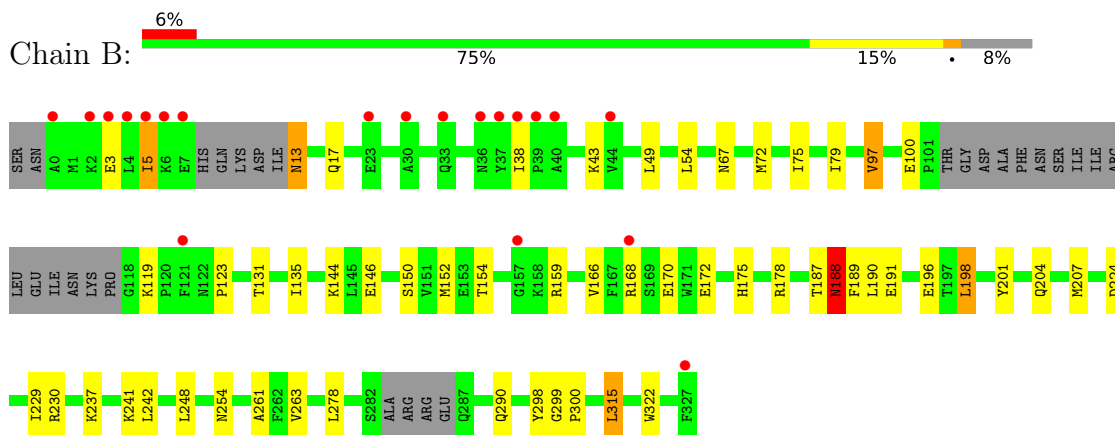 6%
Chain B:
75% 15% • 8%
SER ASN A0 M1 K2 E3 L4 I5 K6 E7 HIS GLN LYS ASP ILE N13 Q17 E23 A30 Q33 N36 Y37 I38 P39 A40 K43 V44 L49 L54 N67 M72 I75 I79 V97 E100 P101 THR GLY ASP ALA PHE ASN SER ILE ILE ARG
LEU GLU ILE ASN LYS PRO G118 K119 P120 F121 N122 P123 T131 I135 K144 L145 E146 S150 V151 M152 E153 T154 G157 K158 R159 V166 F167 R168 S169 E170 W171 E172 H175 R178 T187 N188 F189 L190 E191 E196 T197 L198 Y201 Q204 M207 P224
I229 R230 K237 K241 L242 L248 N254 A261 F262 V263 L278 S282 ALA ARG ARG GLU Q287 Q290 Y298 G299 P300 L315 W322 F327